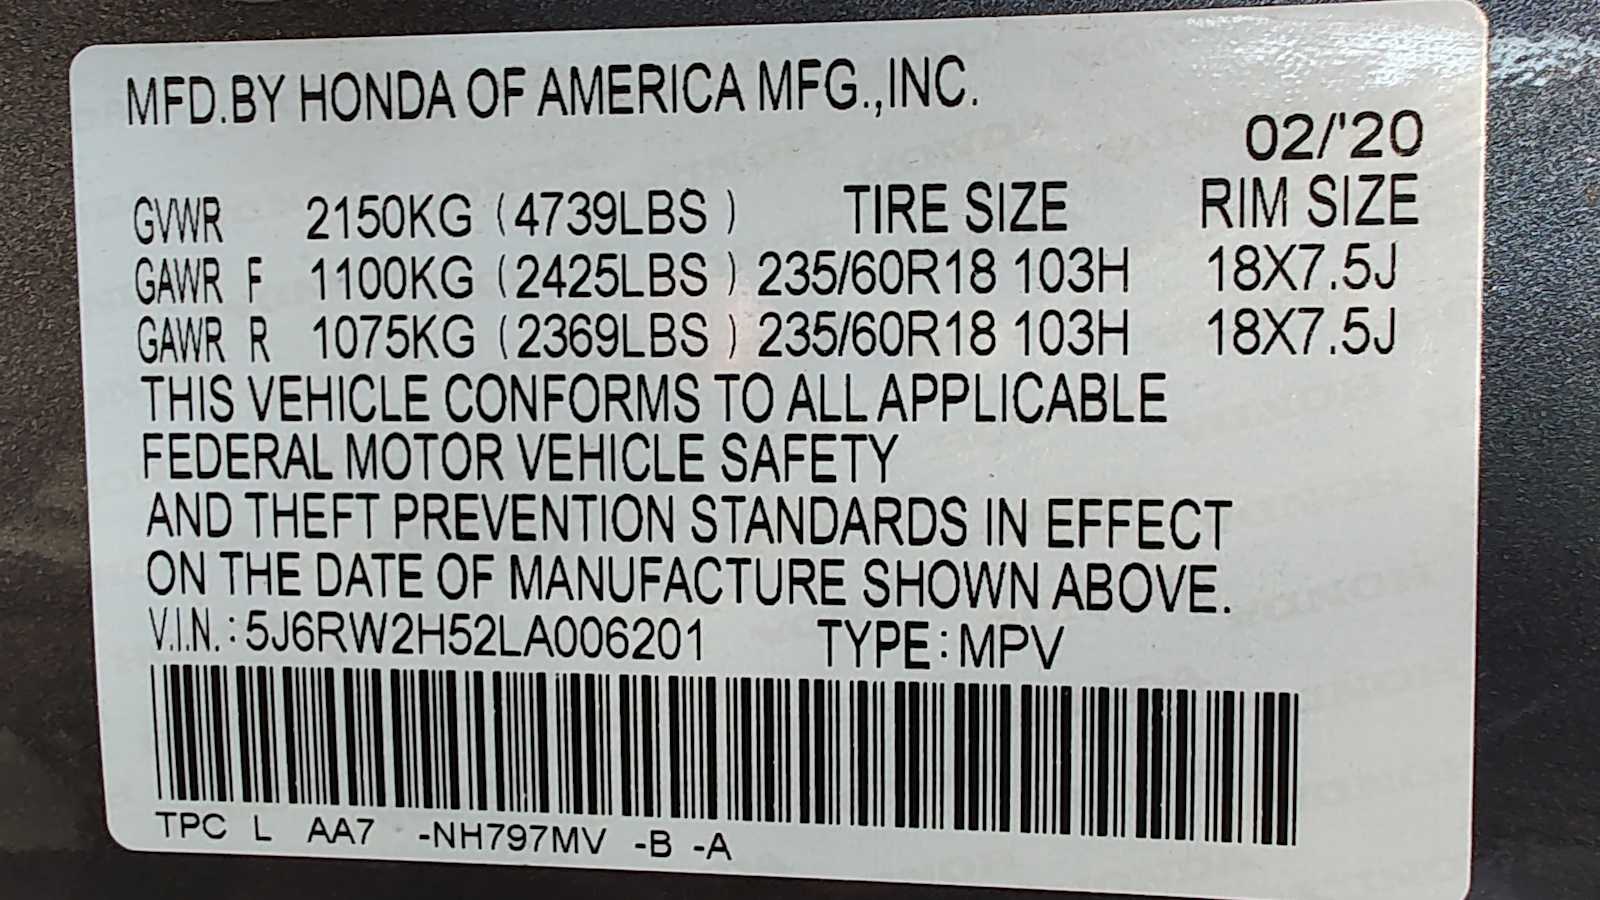 MFD.BY HONDA OF AMERICA MFG.,INC.
02/'20
GVWR 2150KG (4739LBS ) TIRE SIZE RIM SIZE
GAWR F 1100KG (2425LBS ) 235/60R18 103H 18X7.5J
GAWR R 1075KG (2369LBS ) 235/60R18 103H 18X7.5J
THIS VEHICLE CONFORMS TO ALL APPLICABLE
FEDERAL MOTOR VEHICLE SAFETY
AND THEFT PREVENTION STANDARDS IN EFFECT
ON THE DATE OF MANUFACTURE SHOWN ABOVE.
V.I.N.: 5J6RW2H52LA006201 TYPE: MPV
TPC L AA7 -NH797MV -B -A